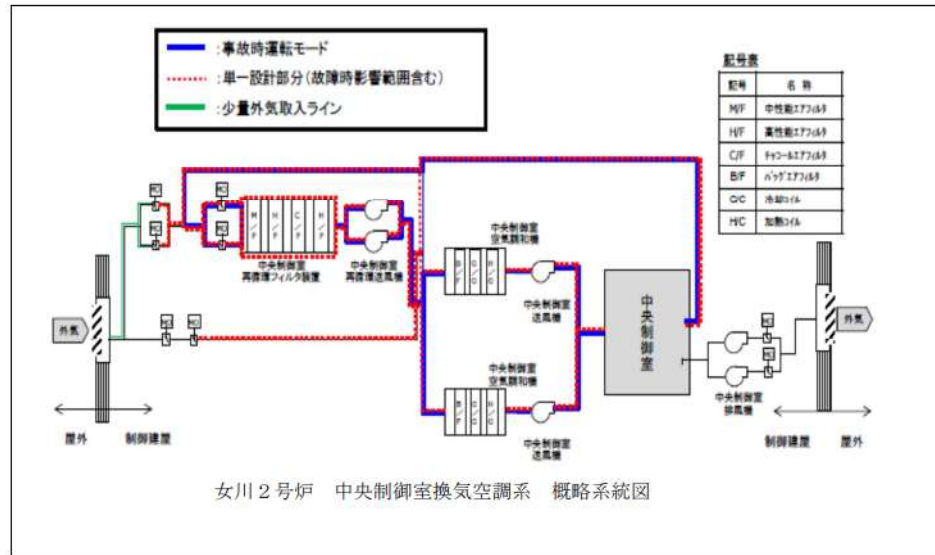 ：事故時運転モード
：単一設計部分（故障時影響範囲含む）
：少量外気取入ライン
記号表
記号 名称
M/F 中性能エアフィルタ
H/F 高性能エアフィルタ
C/F チャコールエアフィルタ
B/F バッグエアフィルタ
C/C 冷却コイル
H/C 加熱コイル
MO
MO
MO
MO
M/F
H/F
C/F
H/F
中央制御室
再循環フィルタ装置
中央制御室
再循環送風機
中央制御室
空気調和機
B/F
C/C
H/C
中央制御室
送風機
中央制御室
外気
MO
MO
中央制御室
空気調和機
B/F
C/C
H/C
中央制御室
送風機
MO
MO
中央制御室
排風機
外気
屋外
制御建屋
制御建屋
屋外
女川２号炉　中央制御室換気空調系　概略系統図